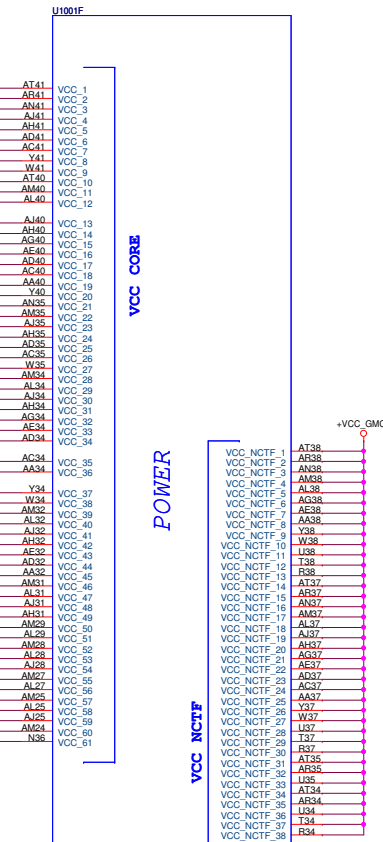 U1001F
AT41 VCC_1
AR41 VCC_2
AN41 VCC_3
AJ41 VCC_4
AH41 VCC_5
AD41 VCC_6
AC41 VCC_7
Y41 VCC_8
W41 VCC_9
AT40 VCC_10
AM40 VCC_11
AL40 VCC_12
AJ40 VCC_13
AH40 VCC_14
AG40 VCC_15
AE40 VCC_16
AD40 VCC_17
AC40 VCC_18
AA40 VCC_19
Y40 VCC_20
AN35 VCC_21
AM35 VCC_22
AJ35 VCC_23
AH35 VCC_24
AD35 VCC_25
AC35 VCC_26
W35 VCC_27
AM34 VCC_28
AL34 VCC_29
AJ34 VCC_30
AH34 VCC_31
AG34 VCC_32
AE34 VCC_33
AD34 VCC_34
AC34 VCC_35
AA34 VCC_36
Y34 VCC_37
W34 VCC_38
AM32 VCC_39
AL32 VCC_40
AJ32 VCC_41
AH32 VCC_42
AE32 VCC_43
AD32 VCC_44
AA32 VCC_45
AM31 VCC_46
AL31 VCC_47
AJ31 VCC_48
AH31 VCC_49
AM29 VCC_50
AL29 VCC_51
AM28 VCC_52
AL28 VCC_53
AJ28 VCC_54
AM27 VCC_55
AL27 VCC_56
AM25 VCC_57
AL25 VCC_58
AJ25 VCC_59
AM24 VCC_60
N36 VCC_61
VCC CORE
POWER
VCC NCTF
+VCC_GMC
VCC_NCTF_1 AT38
VCC_NCTF_2 AR38
VCC_NCTF_3 AN38
VCC_NCTF_4 AM38
VCC_NCTF_5 AL38
VCC_NCTF_6 AG38
VCC_NCTF_7 AE38
VCC_NCTF_8 AA38
VCC_NCTF_9 Y38
VCC_NCTF_10 W38
VCC_NCTF_11 U38
VCC_NCTF_12 T38
VCC_NCTF_13 R38
VCC_NCTF_14 AT37
VCC_NCTF_15 AR37
VCC_NCTF_16 AN37
VCC_NCTF_17 AM37
VCC_NCTF_18 AL37
VCC_NCTF_19 AJ37
VCC_NCTF_20 AH37
VCC_NCTF_21 AG37
VCC_NCTF_22 AE37
VCC_NCTF_23 AD37
VCC_NCTF_24 AC37
VCC_NCTF_25 AA37
VCC_NCTF_26 Y37
VCC_NCTF_27 W37
VCC_NCTF_28 U37
VCC_NCTF_29 T37
VCC_NCTF_30 R37
VCC_NCTF_31 AT35
VCC_NCTF_32 AR35
VCC_NCTF_33 U35
VCC_NCTF_34 AT34
VCC_NCTF_35 AR34
VCC_NCTF_36 U34
VCC_NCTF_37 T34
VCC_NCTF_38 R34